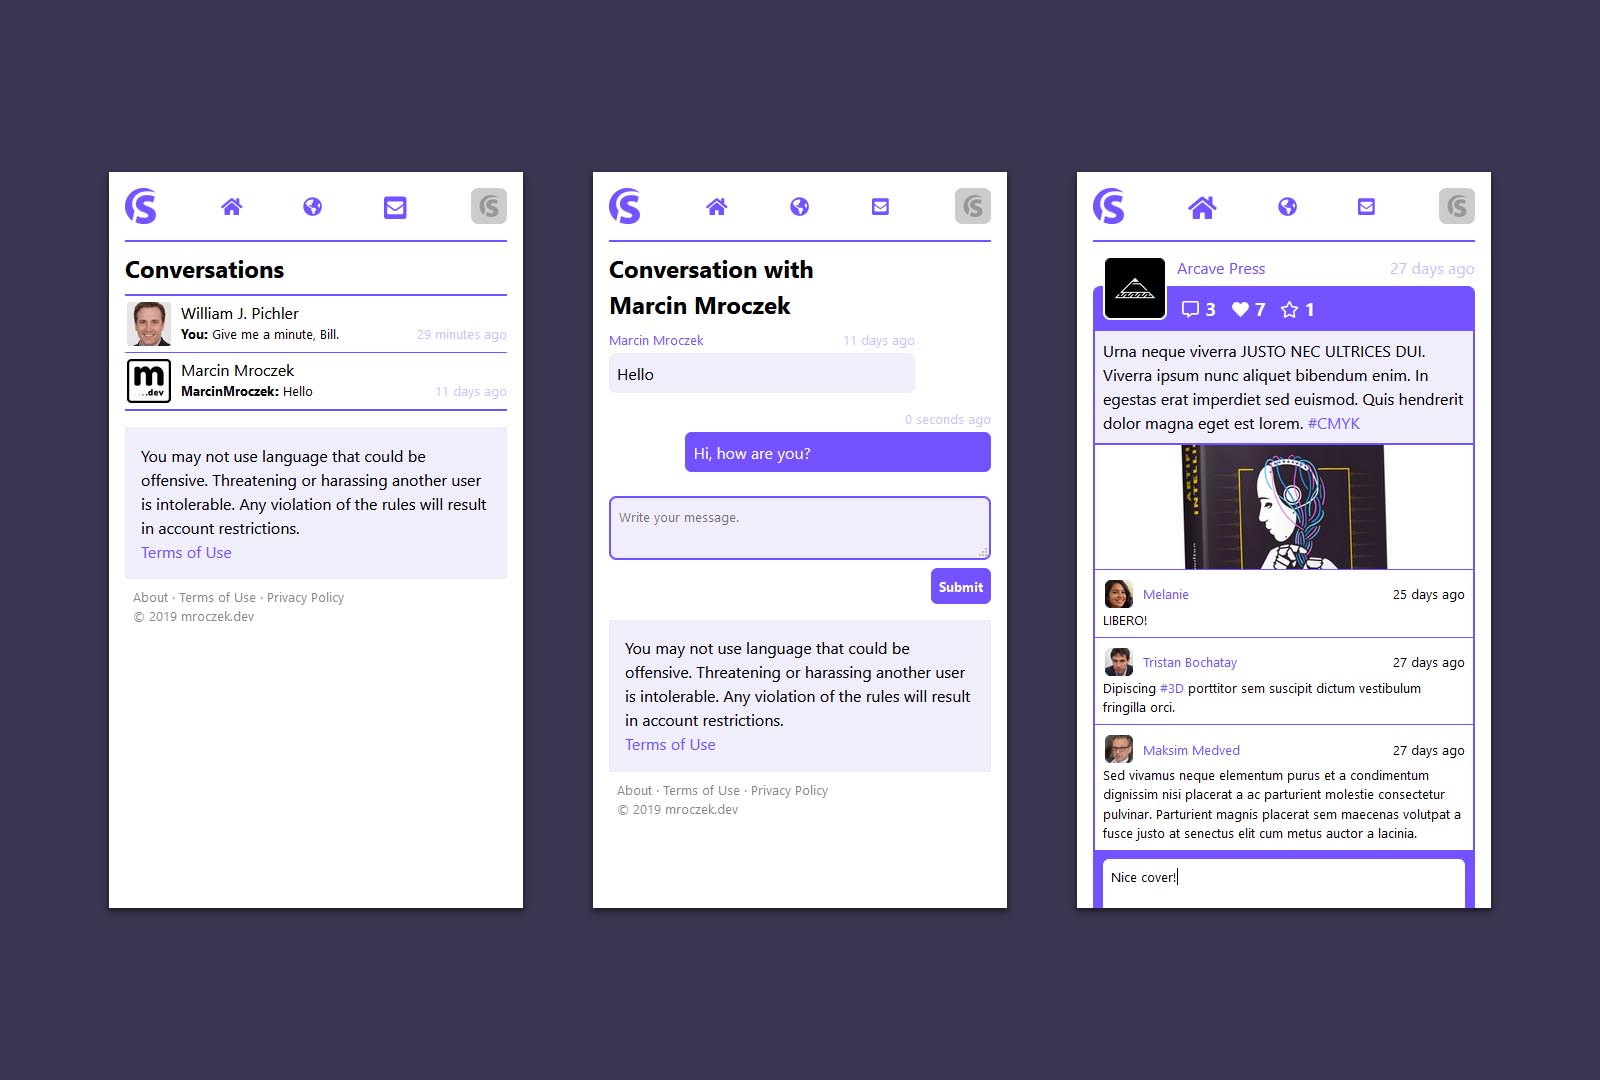 Conversations
William J. Pichler
You: Give me a minute, Bill. 29 minutes ago
m
...dev
Marcin Mroczek
MarcinMroczek: Hello 11 days ago
You may not use language that could be
offensive. Threatening or harassing another user
is intolerable. Any violation of the rules will result
in account restrictions.
Terms of Use
About · Terms of Use · Privacy Policy
© 2019 mroczek.dev
Conversation with
Marcin Mroczek
Marcin Mroczek 11 days ago
Hello
0 seconds ago
Hi, how are you?
Write your message.
Submit
You may not use language that could be
offensive. Threatening or harassing another user
is intolerable. Any violation of the rules will result
in account restrictions.
Terms of Use
About · Terms of Use · Privacy Policy
© 2019 mroczek.dev
Arcave Press 27 days ago
3 7 1
Urna neque viverra JUSTO NEC ULTRICES DUI.
Viverra ipsum nunc aliquet bibendum enim. In
egestas erat imperdiet sed euismod. Quis hendrerit
dolor magna eget est lorem. #CMYK
Melanie 25 days ago
LIBERO!
Tristan Bochatay 27 days ago
Dipiscing #3D porttitor sem suscipit dictum vestibulum
fringilla orci.
Maksim Medved 27 days ago
Sed vivamus neque elementum purus et a condimentum
dignissim nisi placerat a ac parturient molestie consectetur
pulvinar. Parturient magnis placerat sem maecenas volutpat a
fusce justo at senectus elit cum metus auctor a lacinia.
Nice cover!